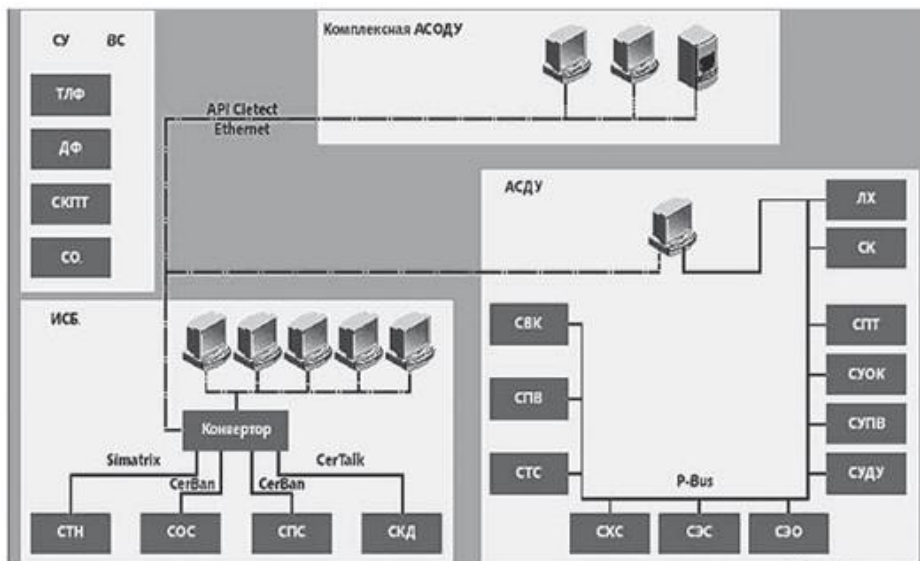 СУ ВС
ТЛФ
ДФ
СКПТ
СО.
Комплексная АСОДУ
API Cletect
Ethernet
АСДУ
ЛХ
СК
СПТ
СУОК
СУПВ
СУДУ
СВК
СПВ
СТС
P-Bus
СХС
СЭС
СЭО
ИСБ.
Конвертор
Simatrix
CerBan
CerBan
CerTalk
СТН
СОС
СПС
СКД